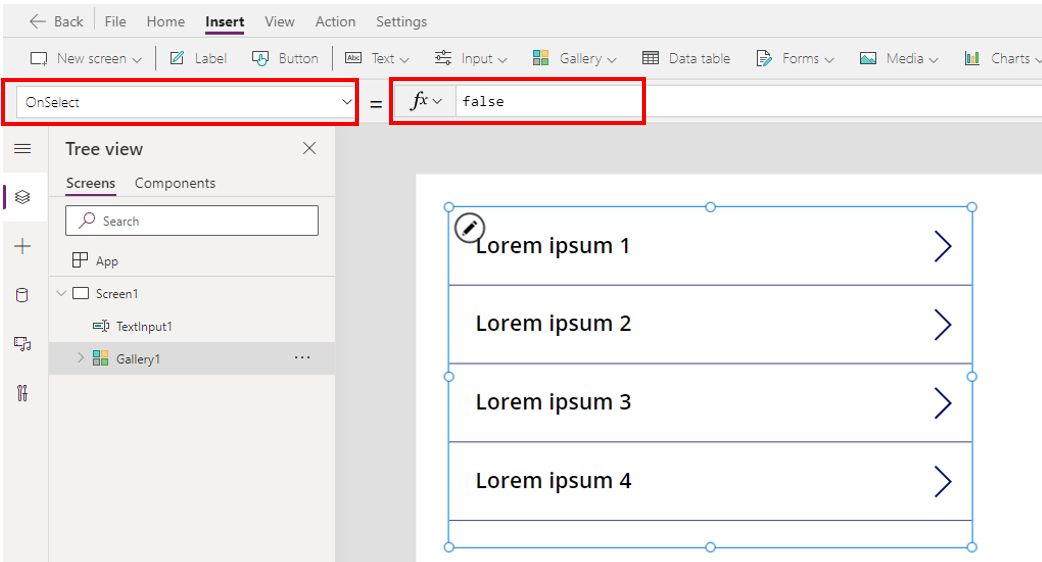 Back File Home Insert View Action Settings
New screen Label Button Abc Text Input Gallery Data table Forms Media Charts
OnSelect = fx false
Tree view
Screens Components
Search
App
Screen1
TextInput1
Gallery1 ...
Lorem ipsum 1
Lorem ipsum 2
Lorem ipsum 3
Lorem ipsum 4